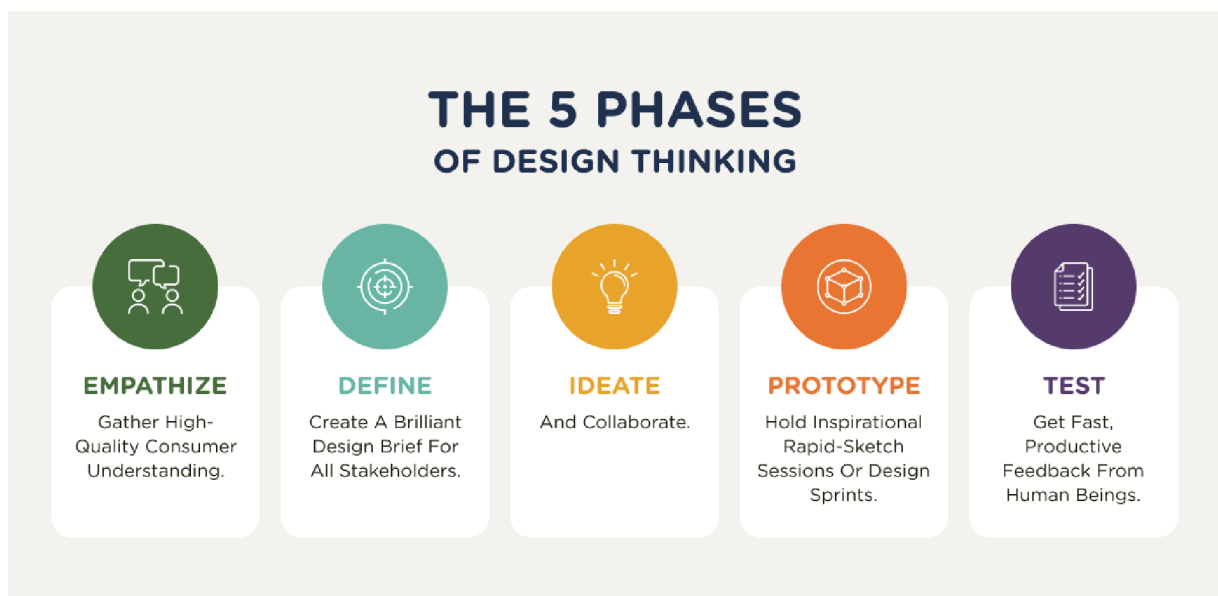 THE 5 PHASES
OF DESIGN THINKING
EMPATHIZE
Gather High-
Quality Consumer
Understanding.
DEFINE
Create A Brilliant
Design Brief For
All Stakeholders.
IDEATE
And Collaborate.
PROTOTYPE
Hold Inspirational
Rapid-Sketch
Sessions Or Design
Sprints.
TEST
Get Fast,
Productive
Feedback From
Human Beings.